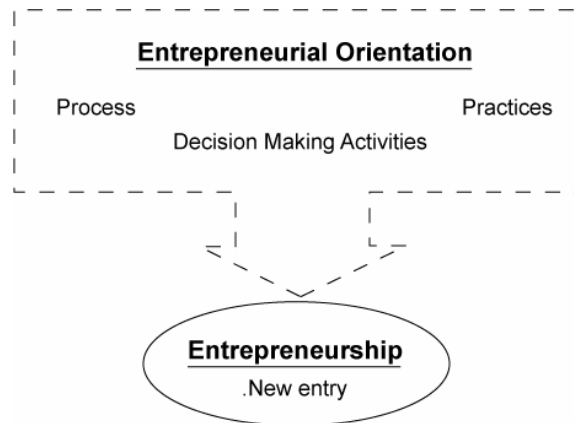 Entrepreneurial Orientation
Process Practices
Decision Making Activities
Entrepreneurship
.New entry